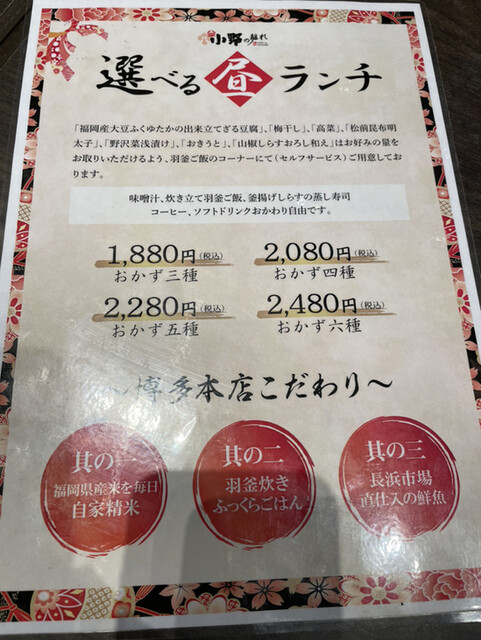 小野の離れ
選べる昼ランチ
「福岡産大豆ふくゆたかの出来立てざる豆腐」、「梅干し」、「高菜」、「松前昆布明
太子」、「野沢菜浅漬け」、「おきうと」、「山椒しらすおろし和え」はお好みの量を
お取りいただけるよう、羽釜ご飯のコーナーにて(セルフサービス)ご用意してお
ります。
味噌汁、炊き立て羽釜ご飯、釜揚げしらすの蒸し寿司
コーヒー、ソフトドリンクおかわり自由です。
1,880円(税込) 2,080円(税込)
おかず三種 おかず四種
2,280円(税込) 2,480円(税込)
おかず五種 おかず六種
～博多本店こだわり～
其の一
福岡県産米を毎日
自家精米
其の二
羽釜炊き
ふっくらごはん
其の三
長浜市場
直仕入の鮮魚